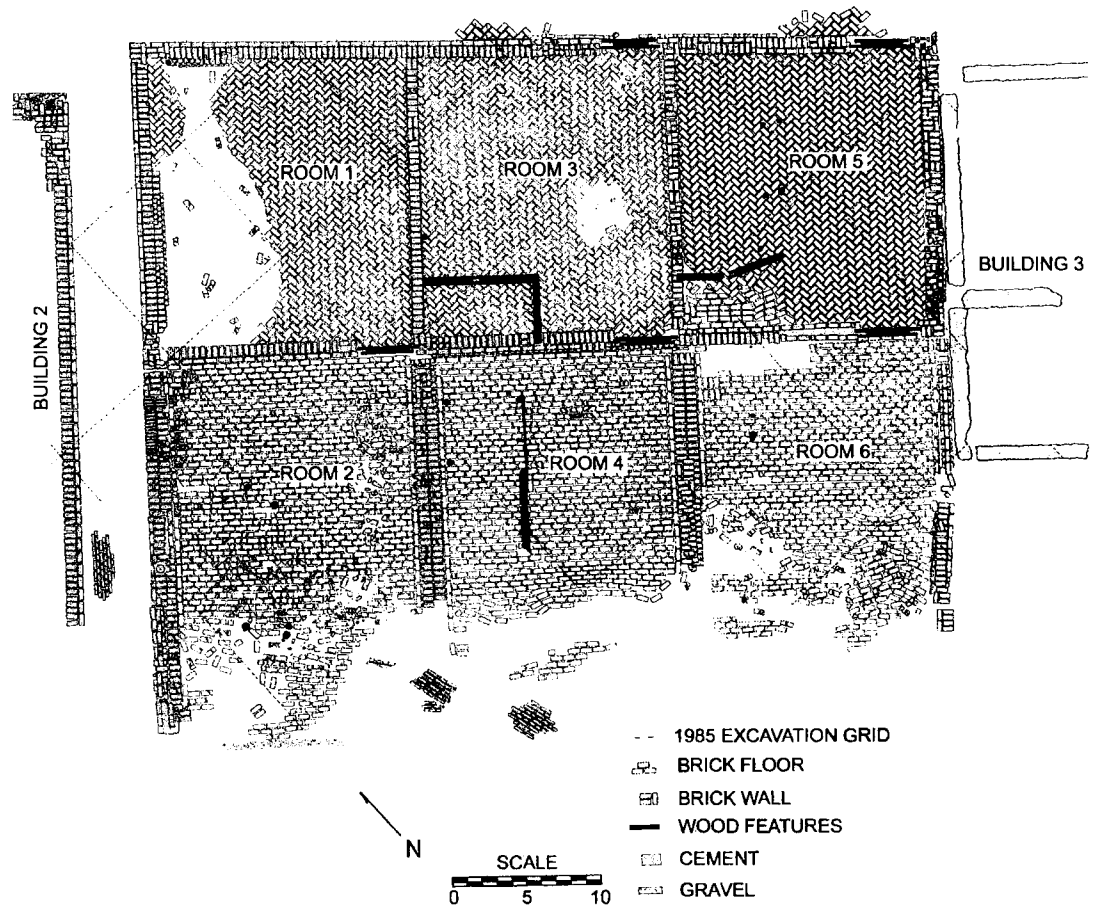 ROOM 1
ROOM 3
ROOM 5
BUILDING 2
BUILDING 3
ROOM 2
ROOM 4
ROOM 6
1985 EXCAVATION GRID
BRICK FLOOR
BRICK WALL
WOOD FEATURES
CEMENT
GRAVEL
N
SCALE
0 5 10